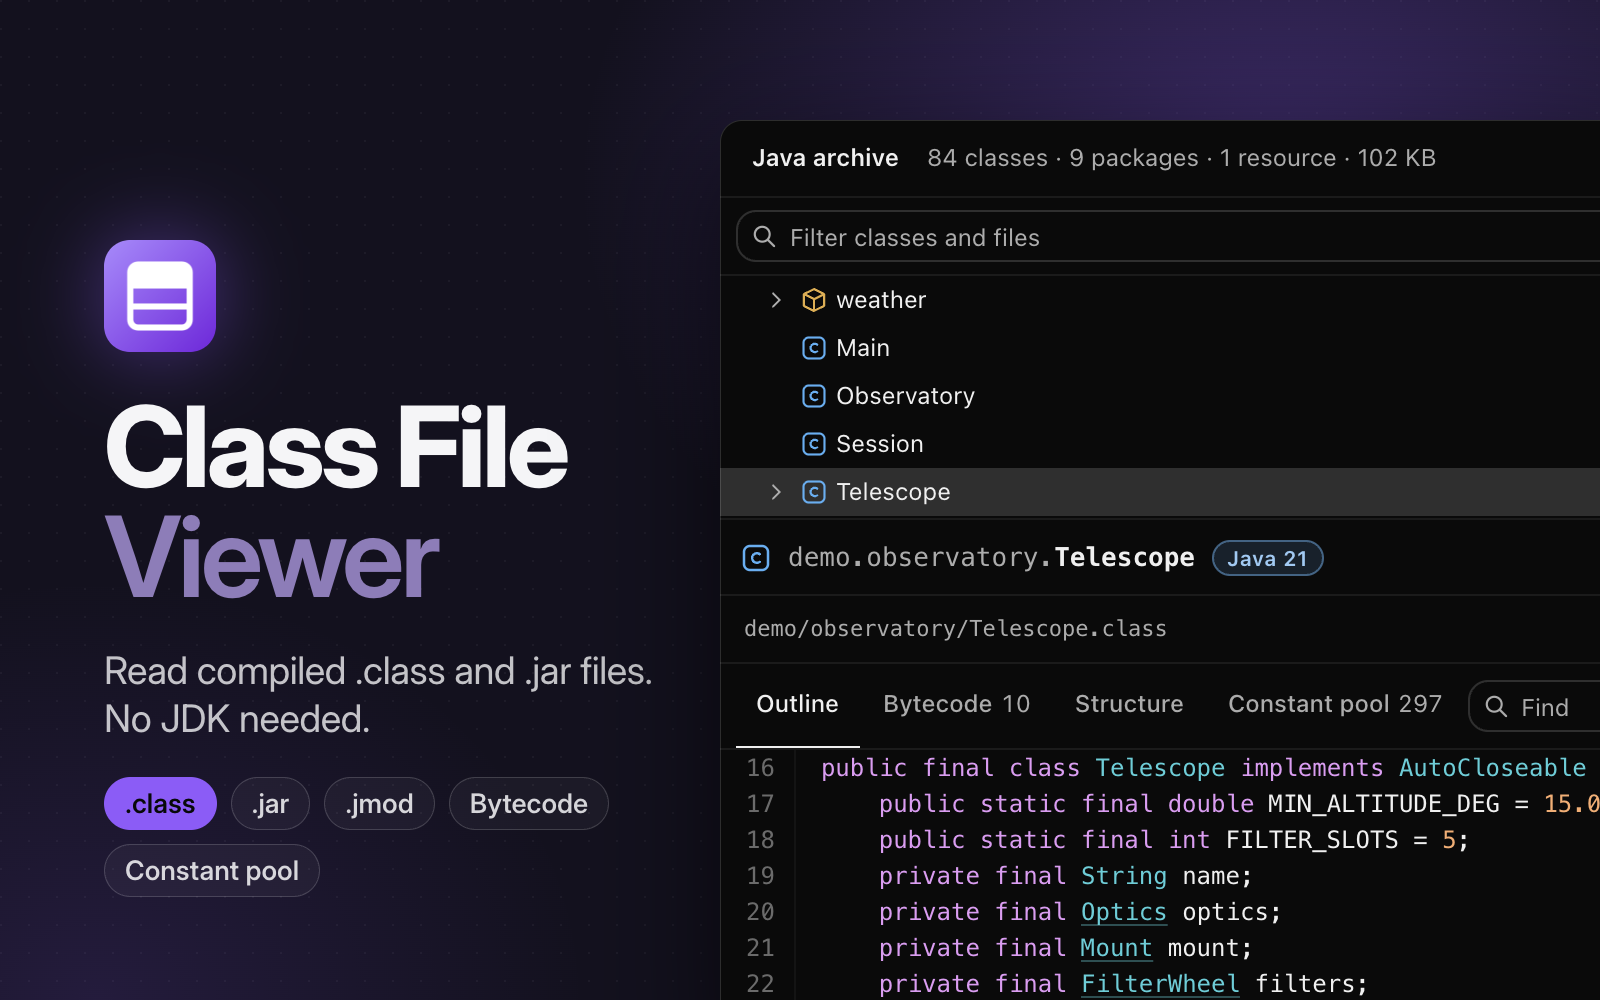 Class File
Viewer
Read compiled .class and .jar files.
No JDK needed.
.class .jar .jmod Bytecode
Constant pool
Java archive 84 classes · 9 packages · 1 resource · 102 KB
Filter classes and files
weather
C Main
C Observatory
C Session
C Telescope
C demo.observatory.Telescope Java 21
demo/observatory/Telescope.class
Outline Bytecode 10 Structure Constant pool 297 Find
16 public final class Telescope implements AutoCloseable
17 public static final double MIN_ALTITUDE_DEG = 15.0
18 public static final int FILTER_SLOTS = 5;
19 private final String name;
20 private final Optics optics;
21 private final Mount mount;
22 private final FilterWheel filters;